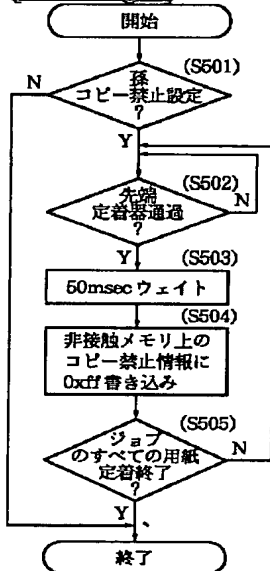 開始
(S501)
N
孫
コピー禁止設定
?
Y
(S502)
先端
定着器通過
?
N
Y
(S503)
50msecウェイト
(S504)
非接触メモリ上の
コピー禁止情報に
0xff書き込み
(S505)
ジョブ
のすべての用紙
定着終了
?
N
Y
終了